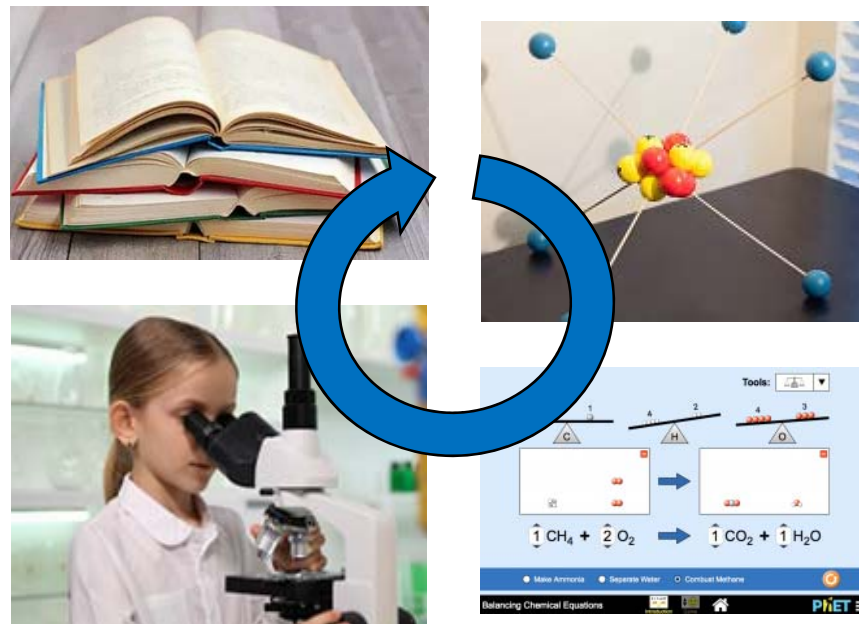 Tools:
1 4 2 4 3
C H O
1 CH₄ + 2 O₂ 1 CO₂ + 1 H₂O
Make Ammonia Separate Water Combust Methane
Balancing Chemical Equations Introduction PhET